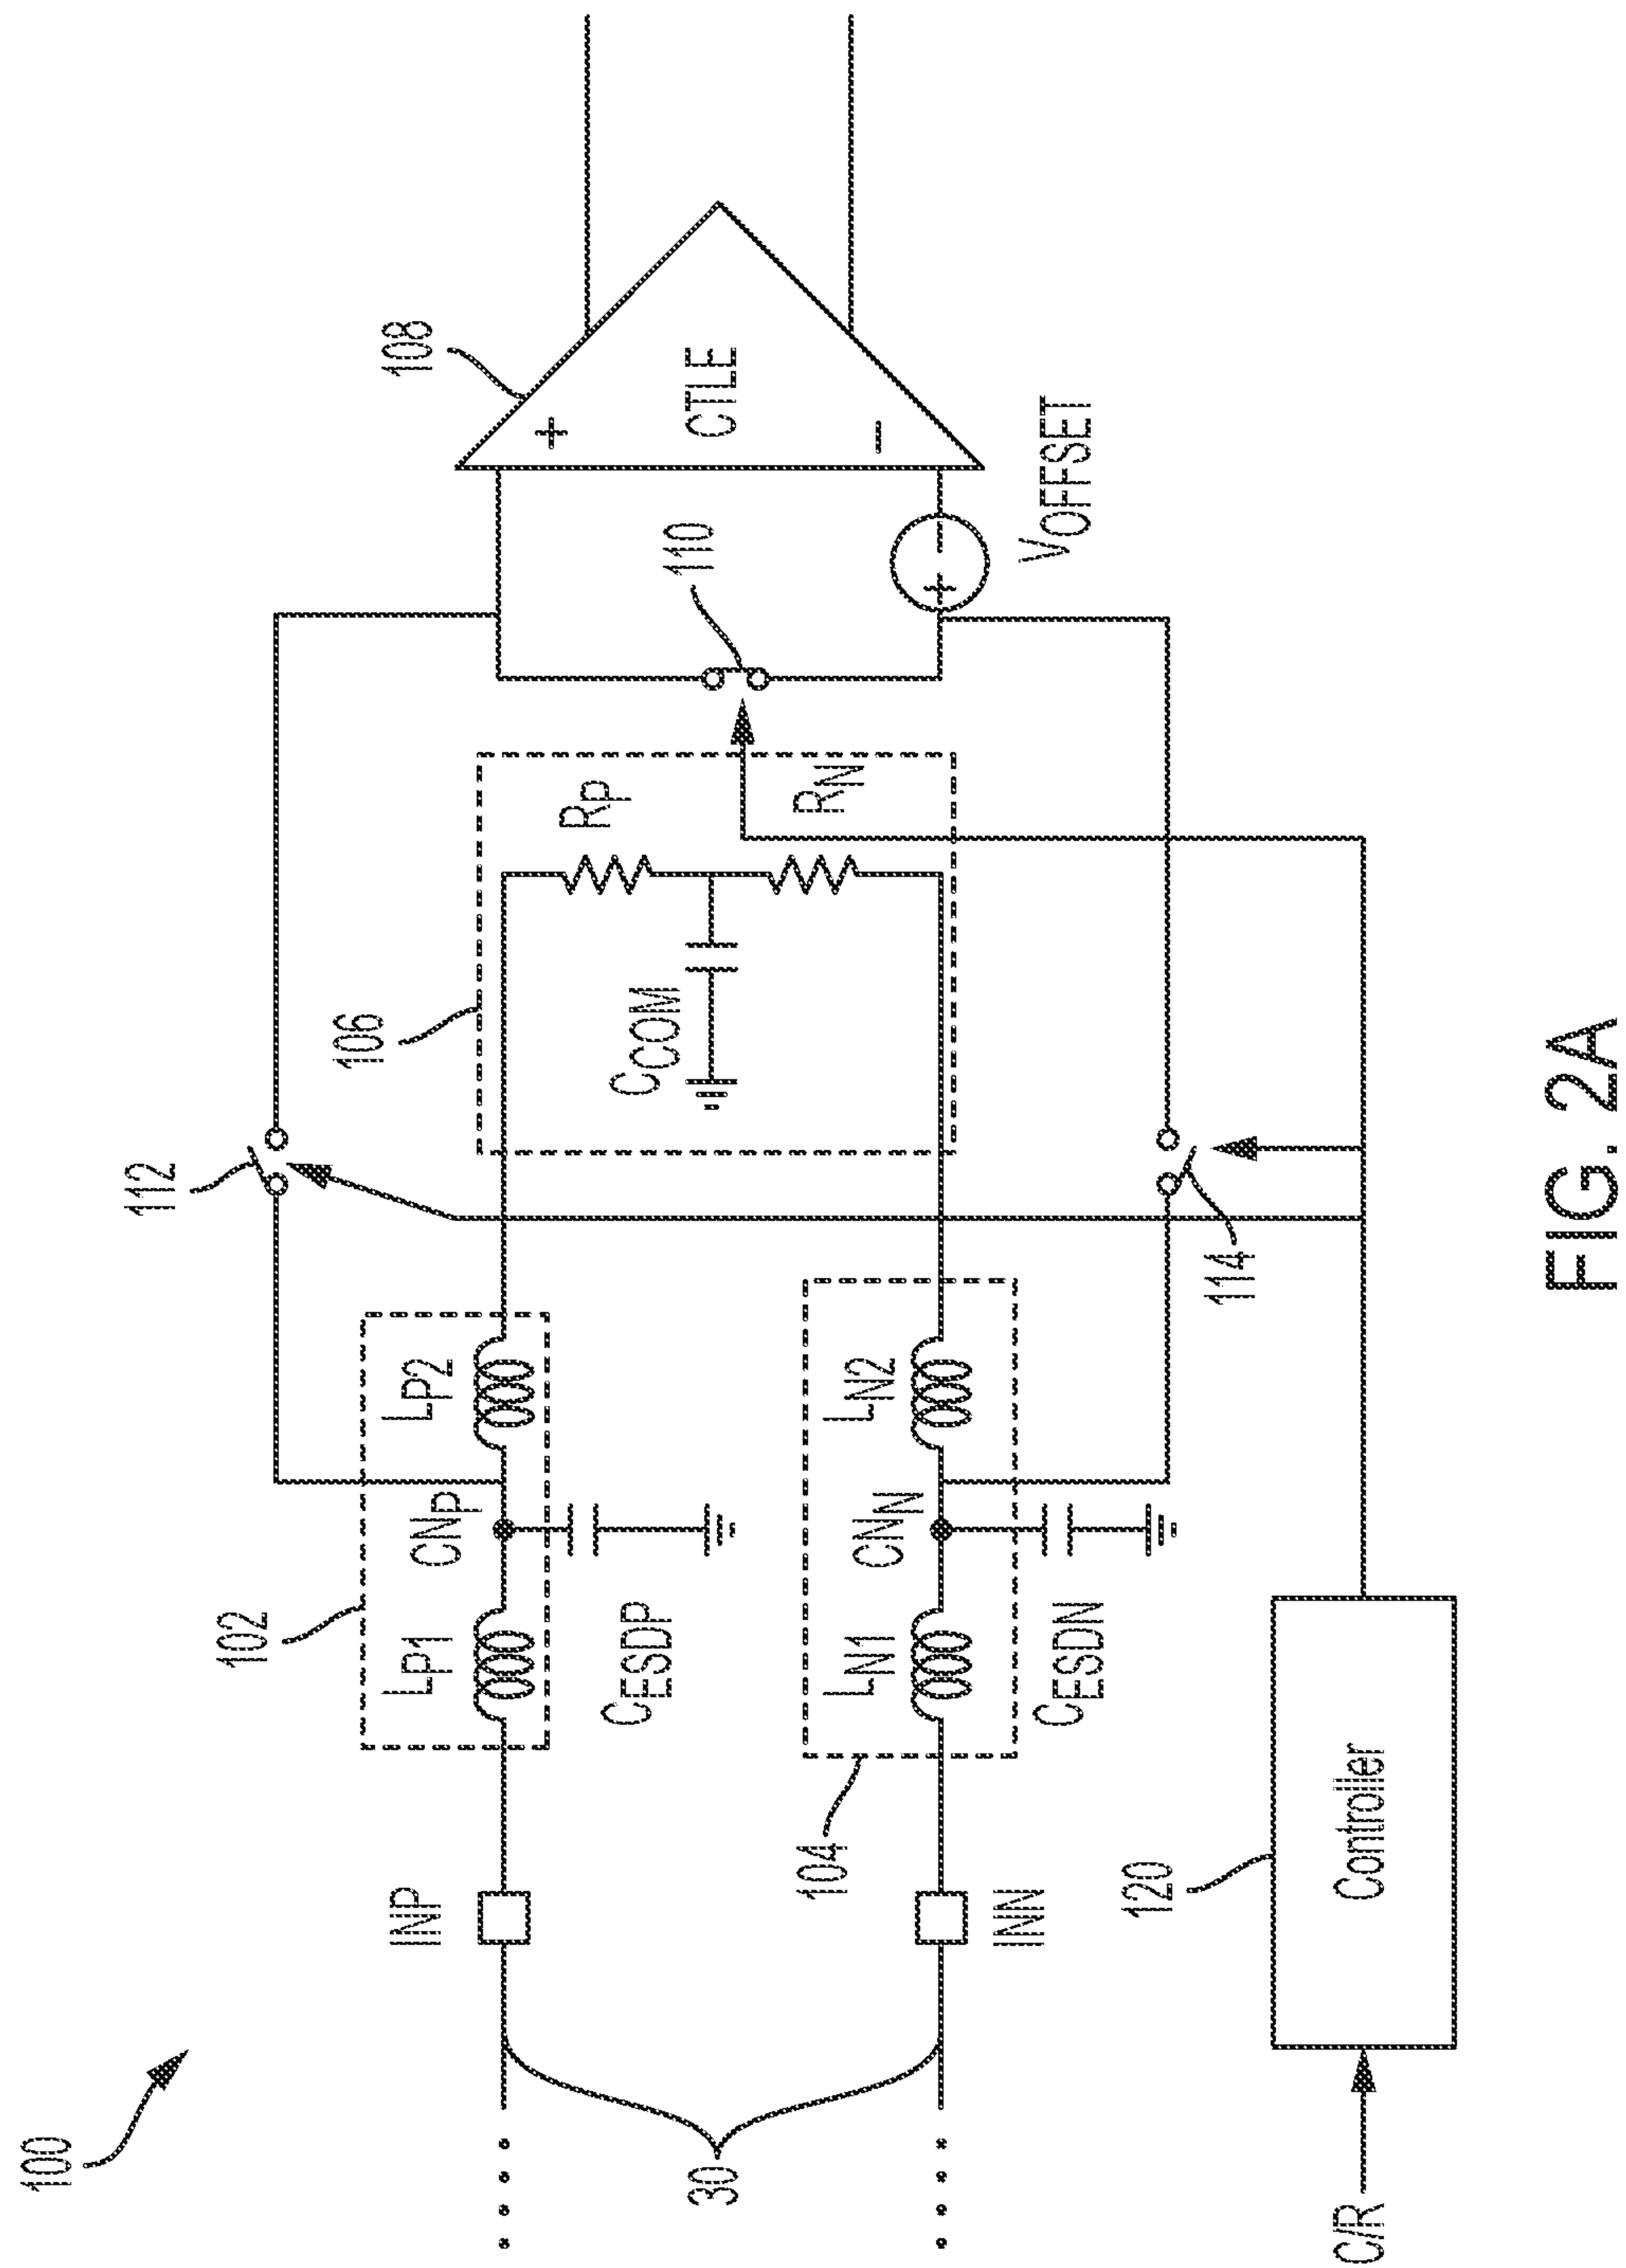 100
30
INP
INN
102
LP1
CNP
LP2
CESDP
104
LN1
CNN
LN2
CESDN
112
114
106
CCOM
RP
RN
110
108
+
CTLE
−
+ −
VOFFSET
120
Controller
C/R
FIG. 2A